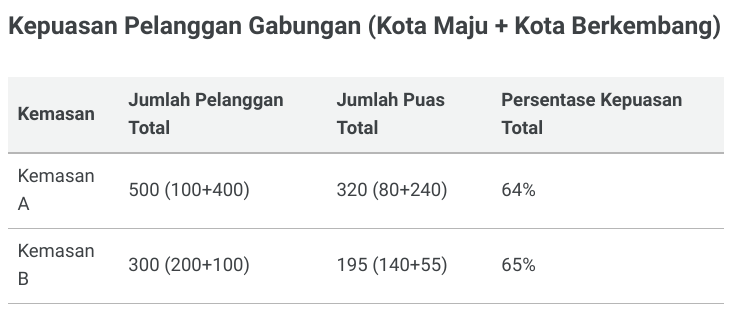 Kepuasan Pelanggan Gabungan (Kota Maju + Kota Berkembang)
Kemasan
Jumlah Pelanggan
Total
Jumlah Puas
Total
Persentase Kepuasan
Total
Kemasan
A
500 (100+400)
320 (80+240)
64%
Kemasan
B
300 (200+100)
195 (140+55)
65%